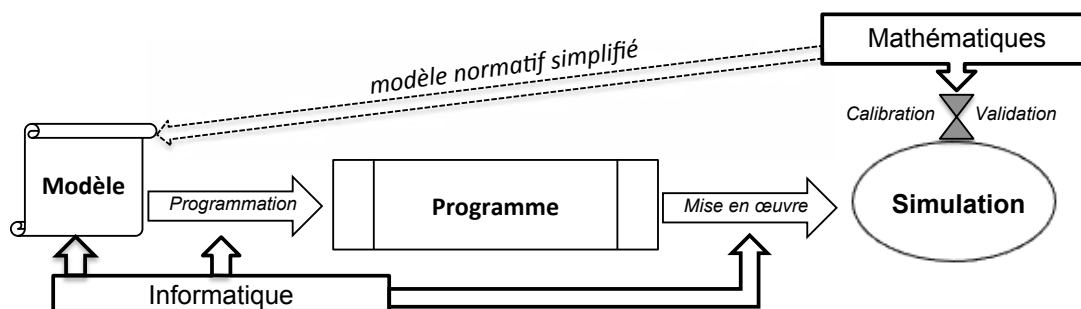 Mathématiques
modèle normatif simplifié
Calibration
Validation
Modèle
Programmation
Programme
Mise en œuvre
Simulation
Informatique